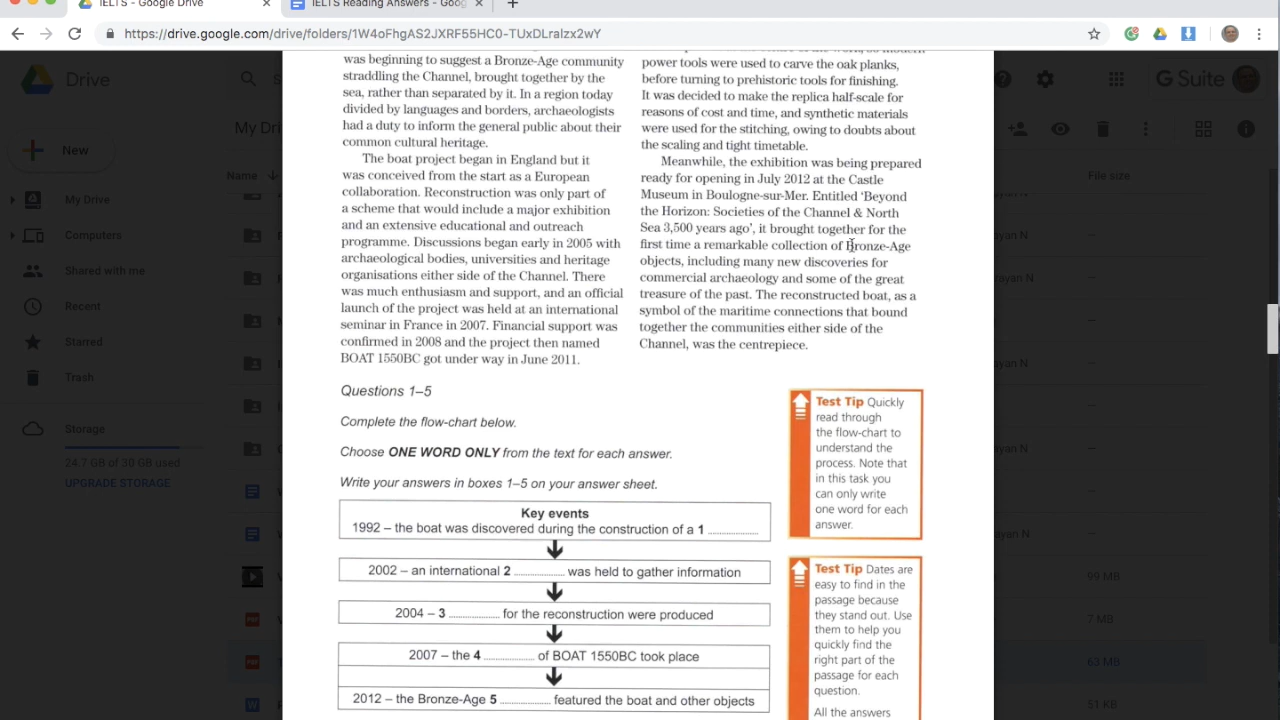 IELTS - Google Drive
IELTS Reading Answers - Goog
https://drive.google.com/drive/folders/1W4oFhgAS2JXRF55HC0-TUxDLralzx2wY
Drive
G Suite
My Dri
New
Name
File size
My Drive
Computers
Shared with me
Recent
Starred
Trash
Storage
24.7 GB of 30 GB used
UPGRADE STORAGE
was beginning to suggest a Bronze-Age community
straddling the Channel, brought together by the
sea, rather than separated by it. In a region today
divided by languages and borders, archaeologists
had a duty to inform the general public about their
common cultural heritage.
The boat project began in England but it
was conceived from the start as a European
collaboration. Reconstruction was only part of
a scheme that would include a major exhibition
and an extensive educational and outreach
programme. Discussions began early in 2005 with
archaeological bodies, universities and heritage
organisations either side of the Channel. There
was much enthusiasm and support, and an official
launch of the project was held at an international
seminar in France in 2007. Financial support was
confirmed in 2008 and the project then named
BOAT 1550BC got under way in June 2011.
power tools were used to carve the oak planks,
before turning to prehistoric tools for finishing.
It was decided to make the replica half-scale for
reasons of cost and time, and synthetic materials
were used for the stitching, owing to doubts about
the scaling and tight timetable.
Meanwhile, the exhibition was being prepared
ready for opening in July 2012 at the Castle
Museum in Boulogne-sur-Mer. Entitled ‘Beyond
the Horizon: Societies of the Channel & North
Sea 3,500 years ago’, it brought together for the
first time a remarkable collection of Bronze-Age
objects, including many new discoveries for
commercial archaeology and some of the great
treasure of the past. The reconstructed boat, as a
symbol of the maritime connections that bound
together the communities either side of the
Channel, was the centrepiece.
Questions 1–5
Complete the flow-chart below.
Choose ONE WORD ONLY from the text for each answer.
Write your answers in boxes 1–5 on your answer sheet.
Key events
1992 – the boat was discovered during the construction of a 1 ...............
2002 – an international 2 ............... was held to gather information
2004 – 3 ............... for the reconstruction were produced
2007 – the 4 ............... of BOAT 1550BC took place
2012 – the Bronze-Age 5 ............... featured the boat and other objects
Test Tip Quickly
read through
the flow-chart to
understand the
process. Note that
in this task you
can only write
one word for each
answer.
Test Tip Dates are
easy to find in the
passage because
they stand out. Use
them to help you
quickly find the
right part of the
passage for each
question.
All the answers
99 MB
7 MB
63 MB
51 KB